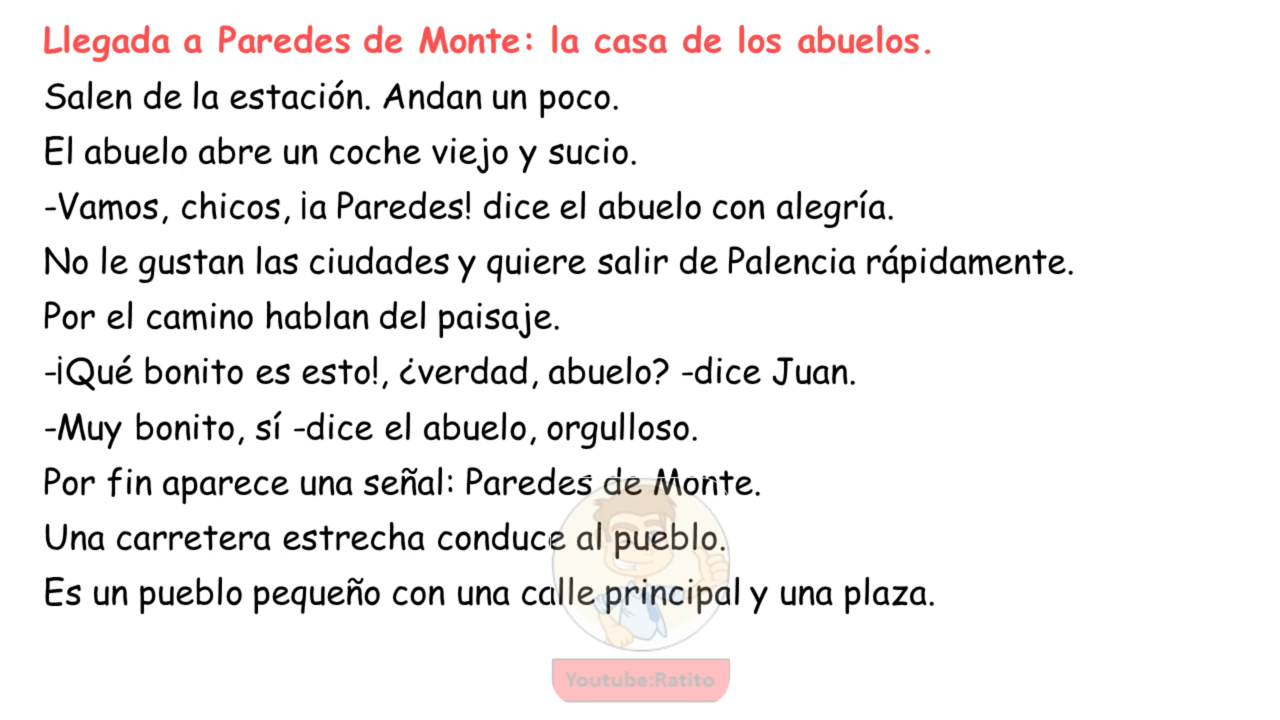 Llegada a Paredes de Monte: la casa de los abuelos.
Salen de la estación. Andan un poco.
El abuelo abre un coche viejo y sucio.
-Vamos, chicos, ¡a Paredes! dice el abuelo con alegría.
No le gustan las ciudades y quiere salir de Palencia rápidamente.
Por el camino hablan del paisaje.
-¡Qué bonito es esto!, ¿verdad, abuelo? -dice Juan.
-Muy bonito, sí -dice el abuelo, orgulloso.
Por fin aparece una señal: Paredes de Monte.
Una carretera estrecha conduce al pueblo.
Es un pueblo pequeño con una calle principal y una plaza.
Youtube:Ratito